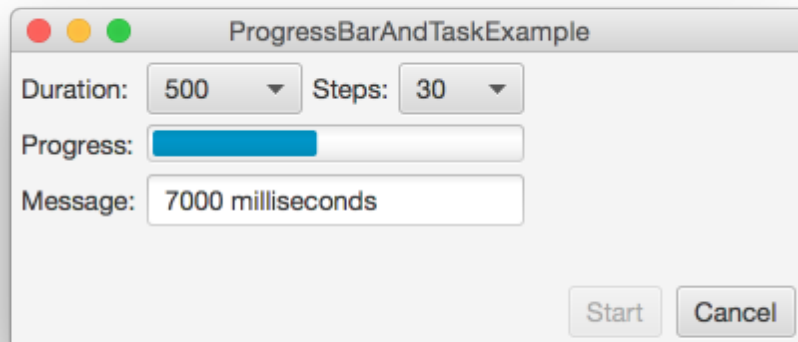 ProgressBarAndTaskExample
Duration: 500 Steps: 30
Progress:
Message: 7000 milliseconds
Start Cancel